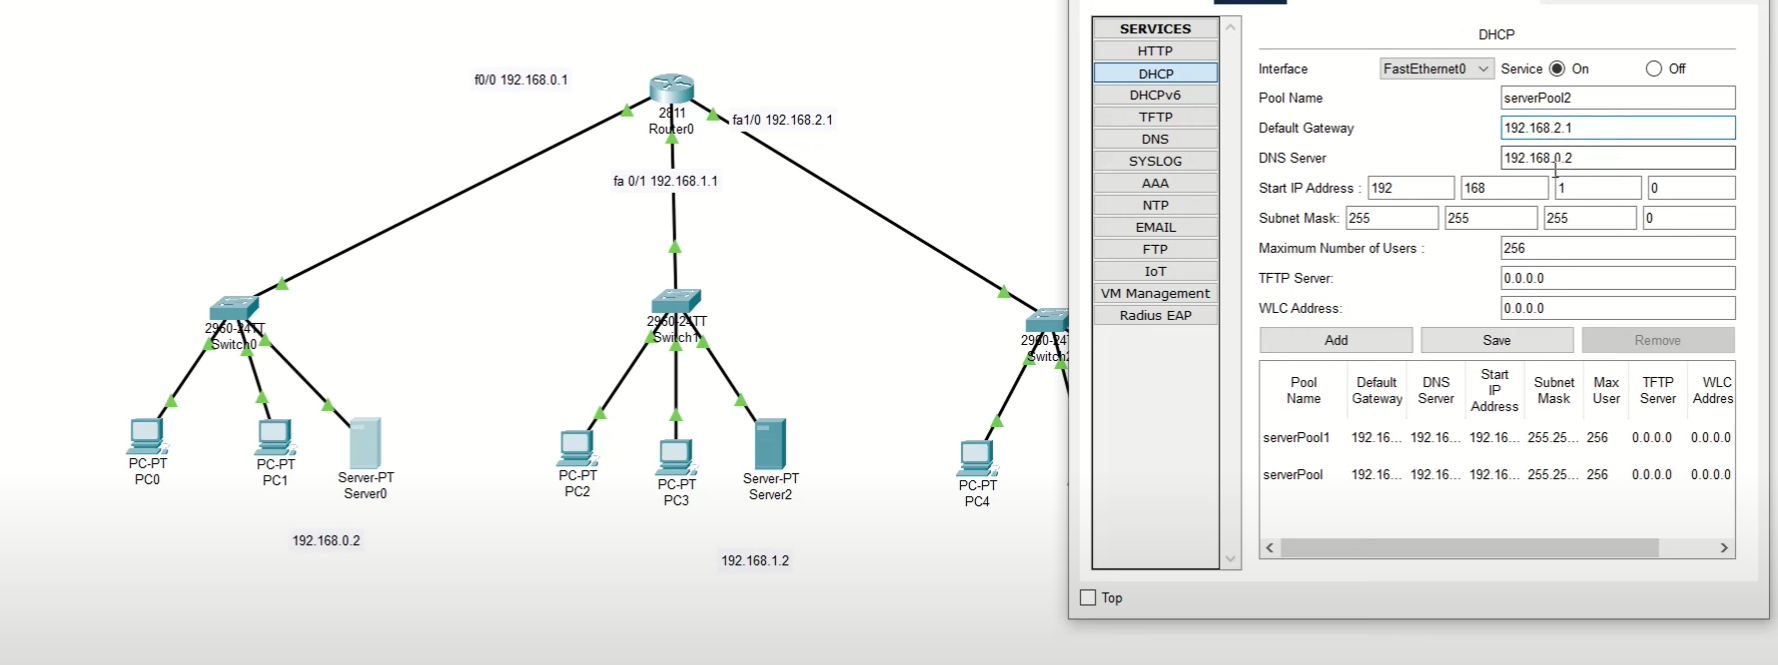 f0/0 192.168.0.1
2811
Router0
fa1/0 192.168.2.1
fa 0/1 192.168.1.1
2960-24TT
Switch0
2960-24TT
Switch1
PC-PT
PC0
PC-PT
PC1
Server-PT
Server0
PC-PT
PC2
PC-PT
PC3
Server-PT
Server2
PC-PT
PC4
192.168.0.2
192.168.1.2
SERVICES
HTTP
DHCP
DHCPv6
TFTP
DNS
SYSLOG
AAA
NTP
EMAIL
FTP
IoT
VM Management
Radius EAP
DHCP
Interface FastEthernet0 Service On Off
Pool Name serverPool2
Default Gateway 192.168.2.1
DNS Server 192.168.0.2
Start IP Address : 192 168 1 0
Subnet Mask: 255 255 255 0
Maximum Number of Users : 256
TFTP Server: 0.0.0.0
WLC Address: 0.0.0.0
Add Save Remove
Pool Name Default Gateway DNS Server Start IP Address Subnet Mask Max User TFTP Server WLC Addres
serverPool1 192.16... 192.16... 192.16... 255.25... 256 0.0.0.0 0.0.0.0
serverPool 192.16... 192.16... 192.16... 255.25... 256 0.0.0.0 0.0.0.0
Top